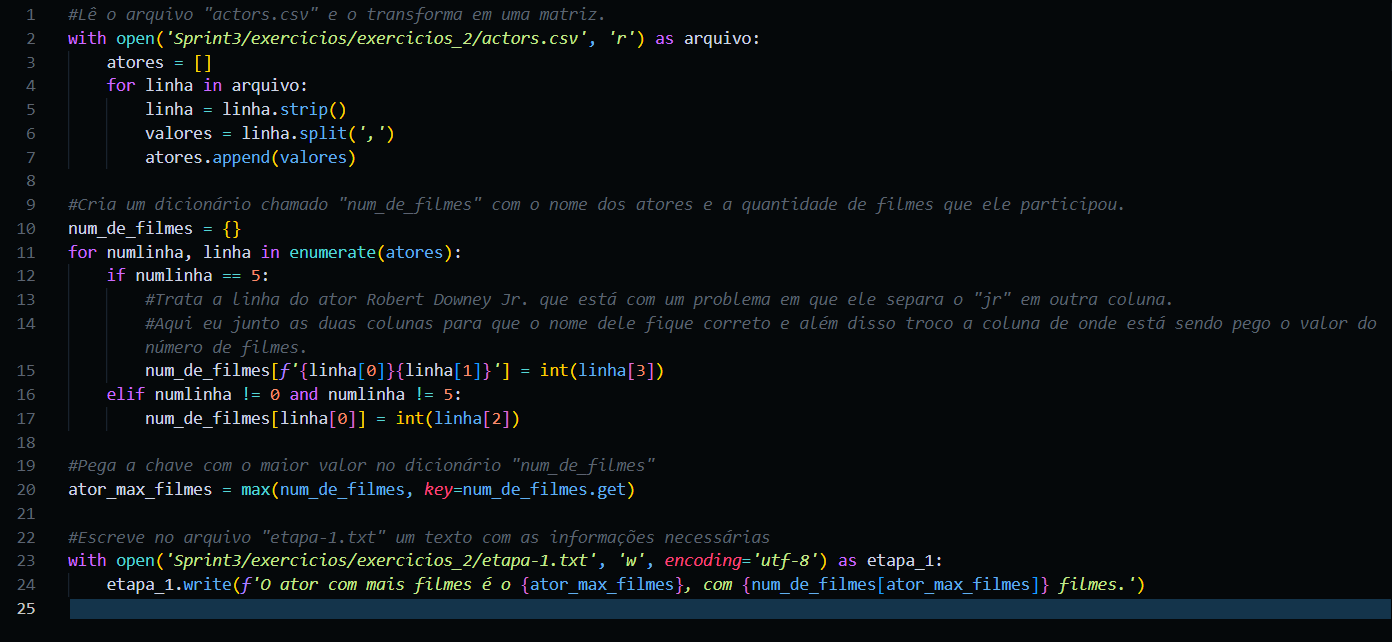 1 #Lê o arquivo "actors.csv" e o transforma em uma matriz.
2 with open('Sprint3/exercicios/exercicios_2/actors.csv', 'r') as arquivo:
3     atores = []
4     for linha in arquivo:
5         linha = linha.strip()
6         valores = linha.split(',')
7         atores.append(valores)
8
9 #Cria um dicionário chamado "num_de_filmes" com o nome dos atores e a quantidade de filmes que ele participou.
10 num_de_filmes = {}
11 for numlinha, linha in enumerate(atores):
12     if numlinha == 5:
13         #Trata a linha do ator Robert Downey Jr. que está com um problema em que ele separa o "jr" em outra coluna.
14         #Aqui eu junto as duas colunas para que o nome dele fique correto e além disso troco a coluna de onde está sendo pego o valor do
        número de filmes.
15         num_de_filmes[f'{linha[0]}{linha[1]}'] = int(linha[3])
16     elif numlinha != 0 and numlinha != 5:
17         num_de_filmes[linha[0]] = int(linha[2])
18
19 #Pega a chave com o maior valor no dicionário "num_de_filmes"
20 ator_max_filmes = max(num_de_filmes, key=num_de_filmes.get)
21
22 #Escreve no arquivo "etapa-1.txt" um texto com as informações necessárias
23 with open('Sprint3/exercicios/exercicios_2/etapa-1.txt', 'w', encoding='utf-8') as etapa_1:
24     etapa_1.write(f'O ator com mais filmes é o {ator_max_filmes}, com {num_de_filmes[ator_max_filmes]} filmes.')
25